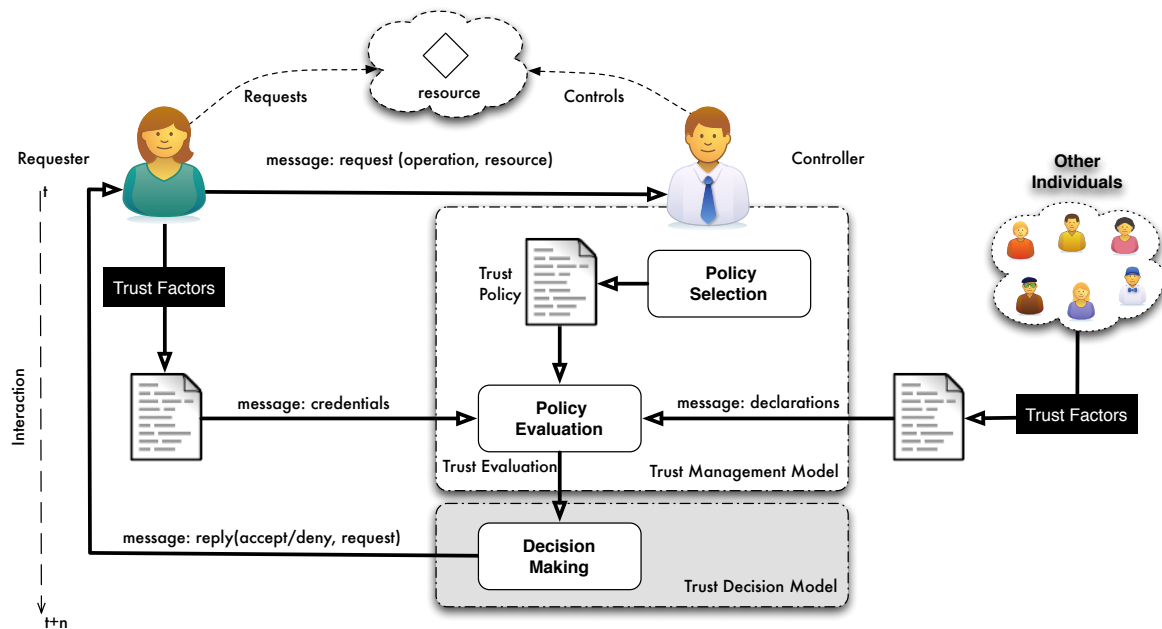 resource
Requests
Controls
Requester
message: request (operation, resource)
Controller
Other
Individuals
t
Trust Factors
Trust
Policy
Policy
Selection
Interaction
message: credentials
Policy
Evaluation
message: declarations
Trust Factors
Trust Evaluation
Trust Management Model
message: reply(accept/deny, request)
Decision
Making
Trust Decision Model
t+n